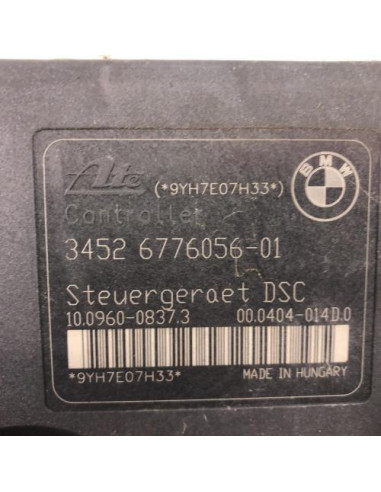 Ate (*9YH7E07H33*)
BMW
Controller
3452 6776056-01
Steuergeraet DSC
10.0960-0837.3 00.0404-014D.0
*9YH7E07H33* MADE IN HUNGARY